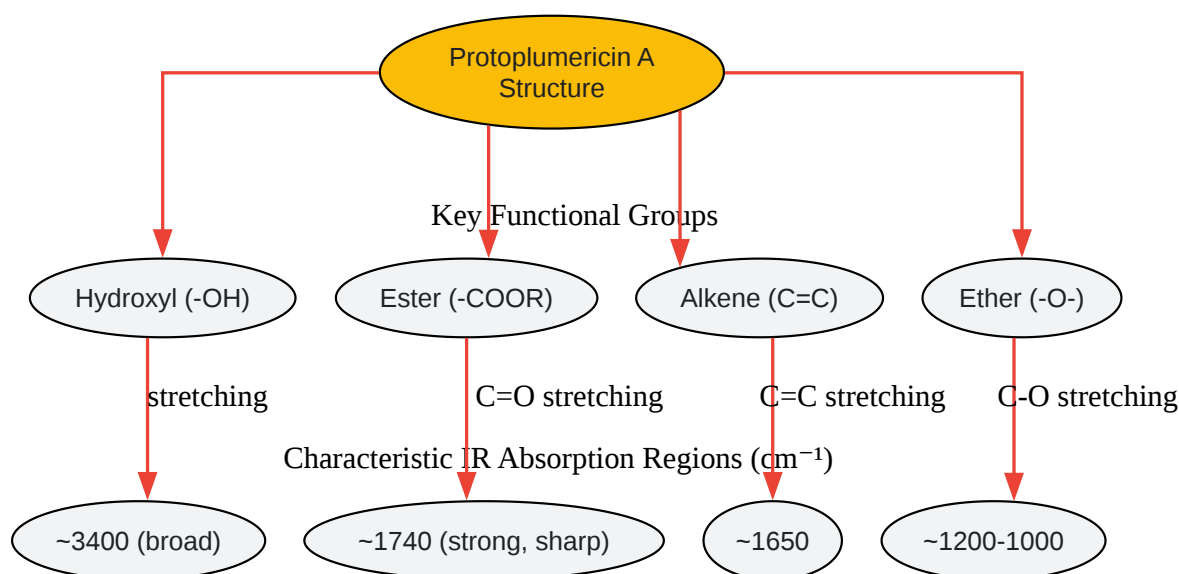 Protoplumericin A
Structure
Key Functional Groups
Hydroxyl (-OH)
Ester (-COOR)
Alkene (C=C)
Ether (-O-)
stretching
C=O stretching
C=C stretching
C-O stretching
Characteristic IR Absorption Regions (cm⁻¹)
~3400 (broad)
~1740 (strong, sharp)
~1650
~1200-1000